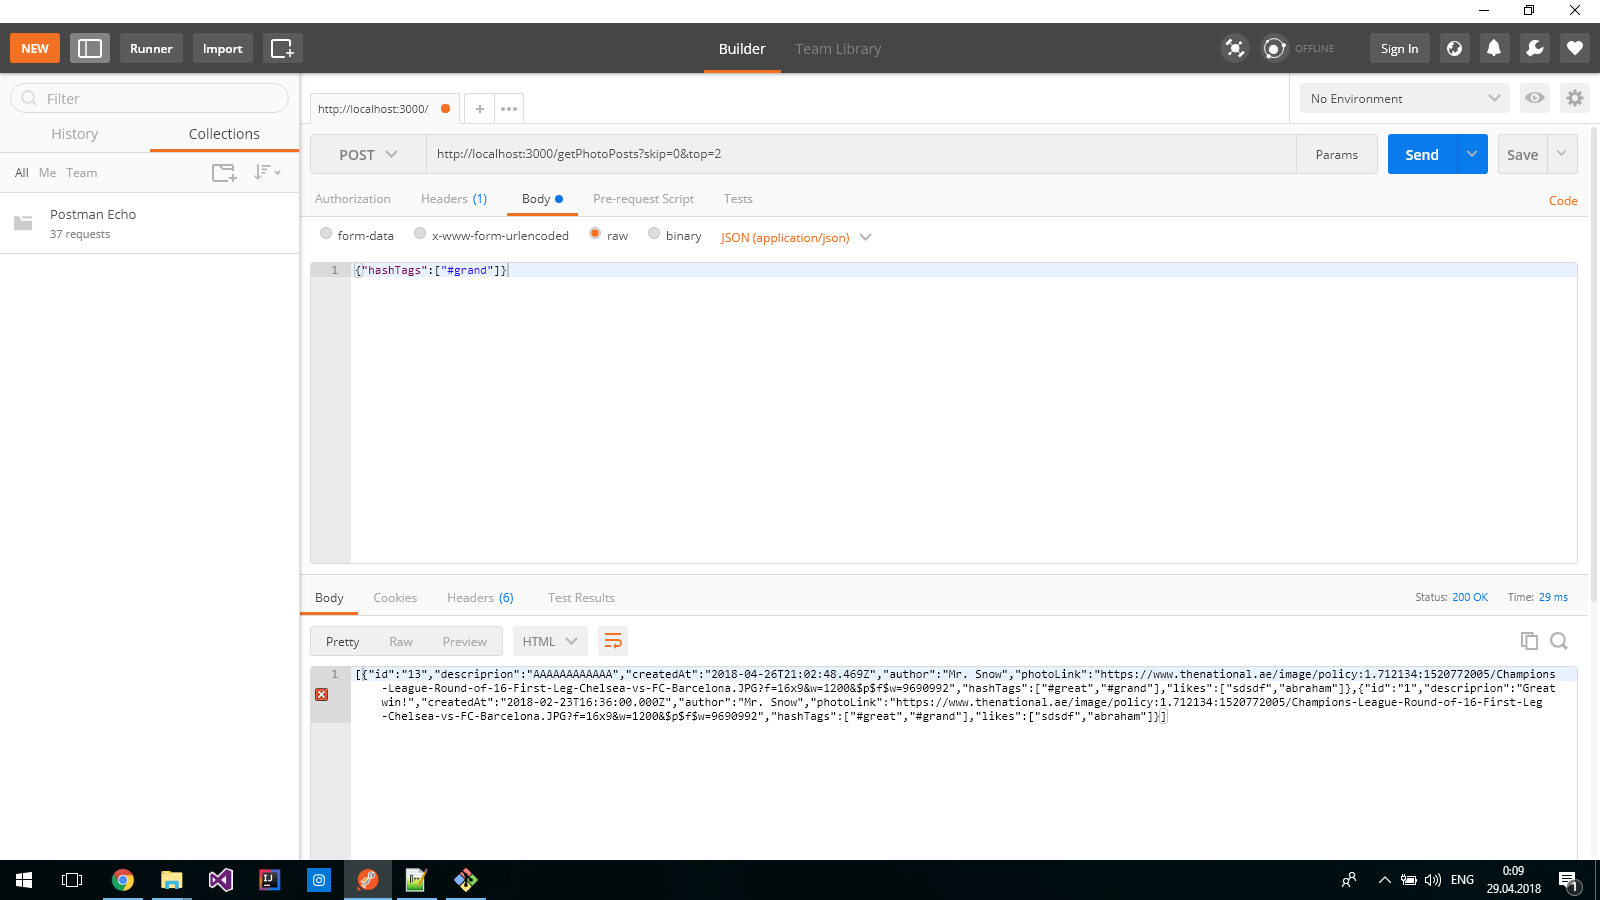 NEW
Runner
Import
Builder
Team Library
OFFLINE
Sign In
Filter
History
Collections
All Me Team
Postman Echo
37 requests
http://localhost:3000/
No Environment
POST
http://localhost:3000/getPhotoPosts?skip=0&top=2
Params
Send
Save
Authorization
Headers (1)
Body
Pre-request Script
Tests
Code
form-data
x-www-form-urlencoded
raw
binary
JSON (application/json)
1 {"hashTags":["#grand"]}
Body
Cookies
Headers (6)
Test Results
Status: 200 OK
Time: 29 ms
Pretty
Raw
Preview
HTML
1 [{"id":"13","descriprion":"AAAAAAAAAAAA","createdAt":"2018-04-26T21:02:48.469Z","author":"Mr. Snow","photoLink":"https://www.thenational.ae/image/policy:1.712134:1520772005/Champions
-League-Round-of-16-First-Leg-Chelsea-vs-FC-Barcelona.JPG?f=16x9&w=1200&$p$f$w=9690992","hashTags":["#great","#grand"],"likes":["sdsdf","abraham"]},{"id":"1","descriprion":"Great
win!","createdAt":"2018-02-23T16:36:00.000Z","author":"Mr. Snow","photoLink":"https://www.thenational.ae/image/policy:1.712134:1520772005/Champions-League-Round-of-16-First-Leg
-Chelsea-vs-FC-Barcelona.JPG?f=16x9&w=1200&$p$f$w=9690992","hashTags":["#great","#grand"],"likes":["sdsdf","abraham"]}]
IJ
ENG
0:09
29.04.2018
1